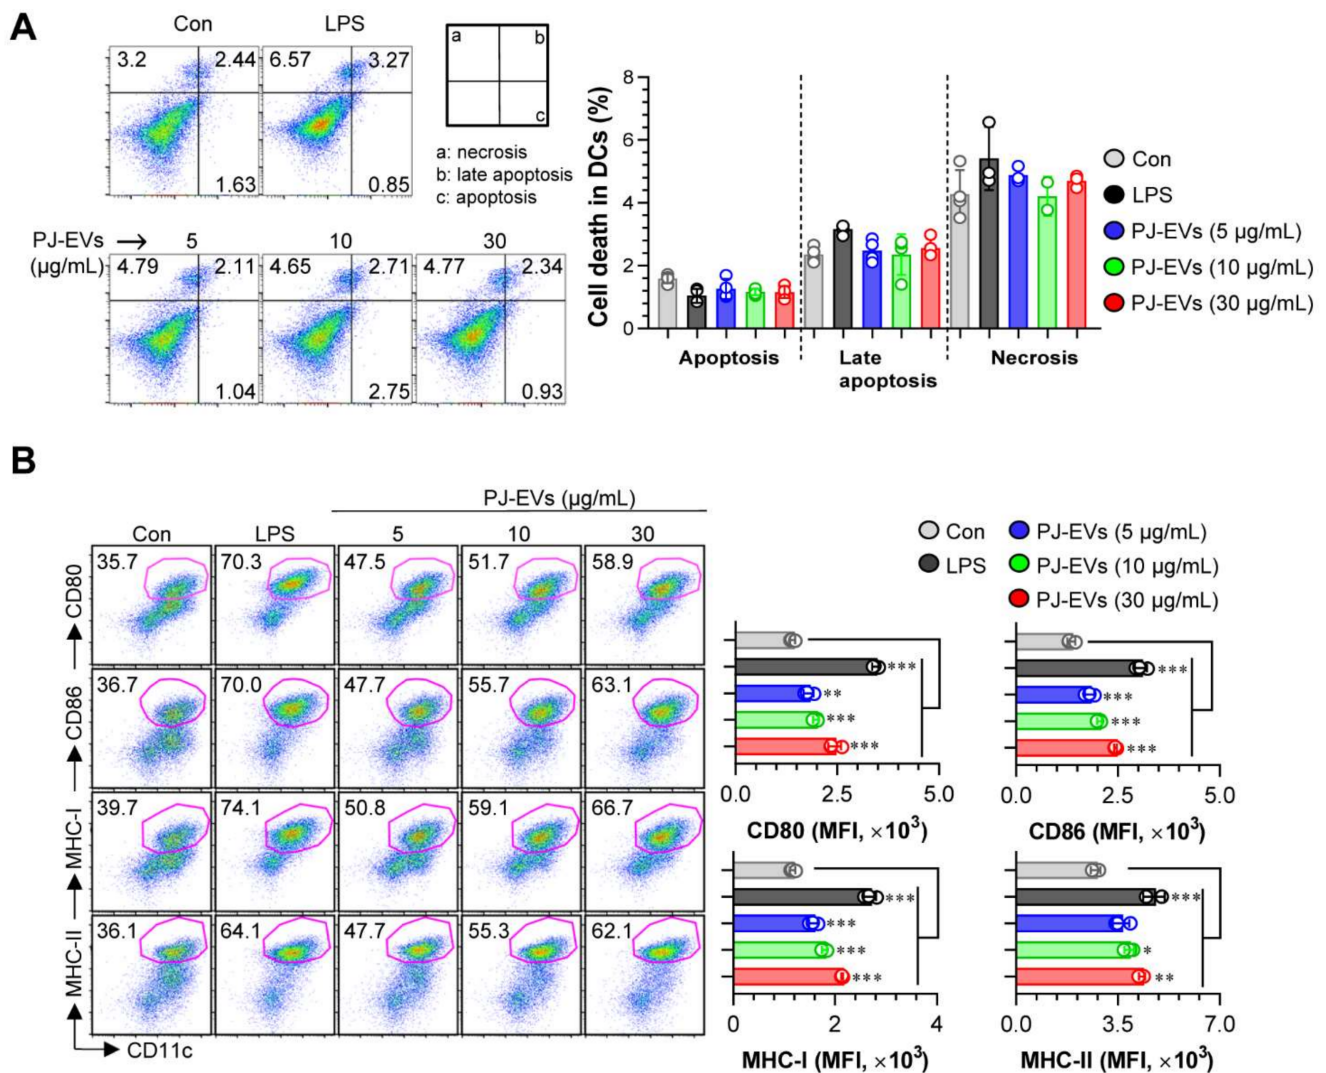 A
Con LPS
3.2 2.44 6.57 3.27
1.63 0.85
a b
c
a: necrosis
b: late apoptosis
c: apoptosis
PJ-EVs → 5 10 30
(µg/mL)
4.79 2.11 4.65 2.71 4.77 2.34
1.04 2.75 0.93
Cell death in DCs (%)
8
6
4
2
0
Apoptosis Late Necrosis
apoptosis
Con
LPS
PJ-EVs (5 µg/mL)
PJ-EVs (10 µg/mL)
PJ-EVs (30 µg/mL)
B
PJ-EVs (µg/mL)
Con LPS 5 10 30
35.7 70.3 47.5 51.7 58.9
CD80
36.7 70.0 47.7 55.7 63.1
CD86
39.7 74.1 50.8 59.1 66.7
MHC-I
36.1 64.1 47.7 55.3 62.1
MHC-II
CD11c
Con PJ-EVs (5 µg/mL)
LPS PJ-EVs (10 µg/mL)
PJ-EVs (30 µg/mL)
***
**
***
***
0.0 2.5 5.0
CD80 (MFI, ×10³)
***
***
***
***
0.0 2.5 5.0
CD86 (MFI, ×10³)
***
***
***
***
0 2 4
MHC-I (MFI, ×10³)
***
*
**
0.0 3.5 7.0
MHC-II (MFI, ×10³)